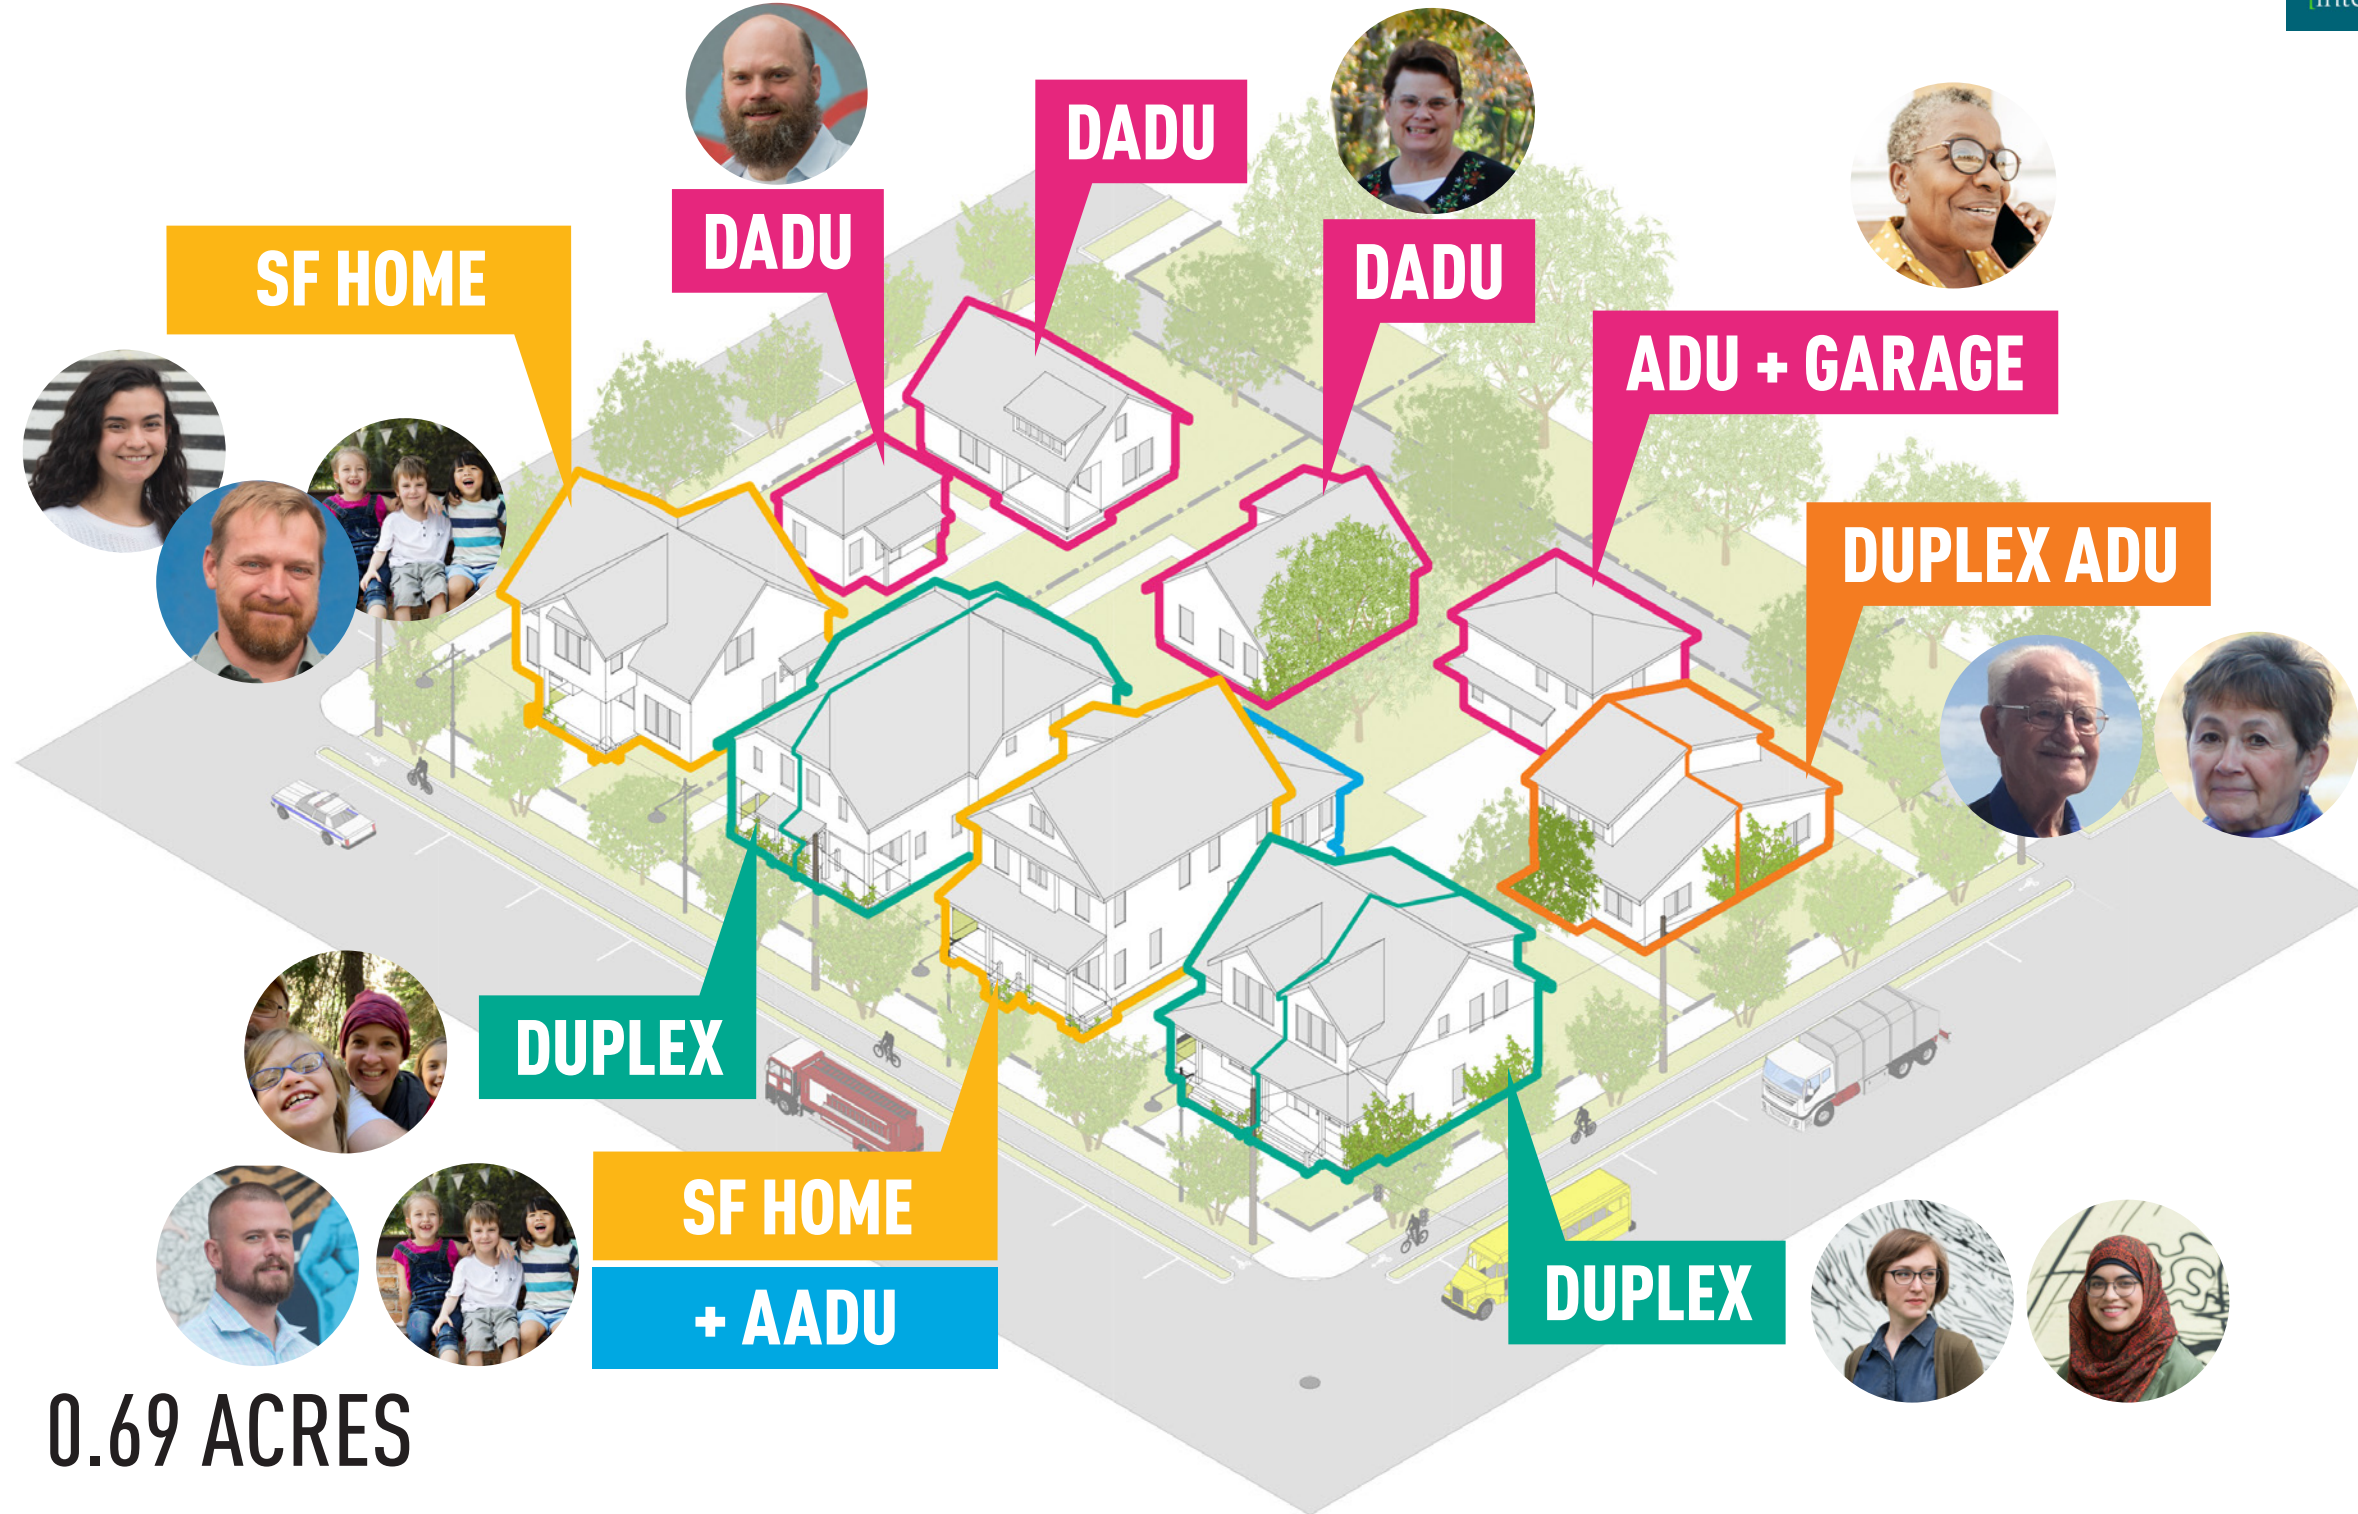 DADU
DADU
DADU
SF HOME
ADU + GARAGE
DUPLEX ADU
DUPLEX
SF HOME
+ AADU
DUPLEX
0.69 ACRES